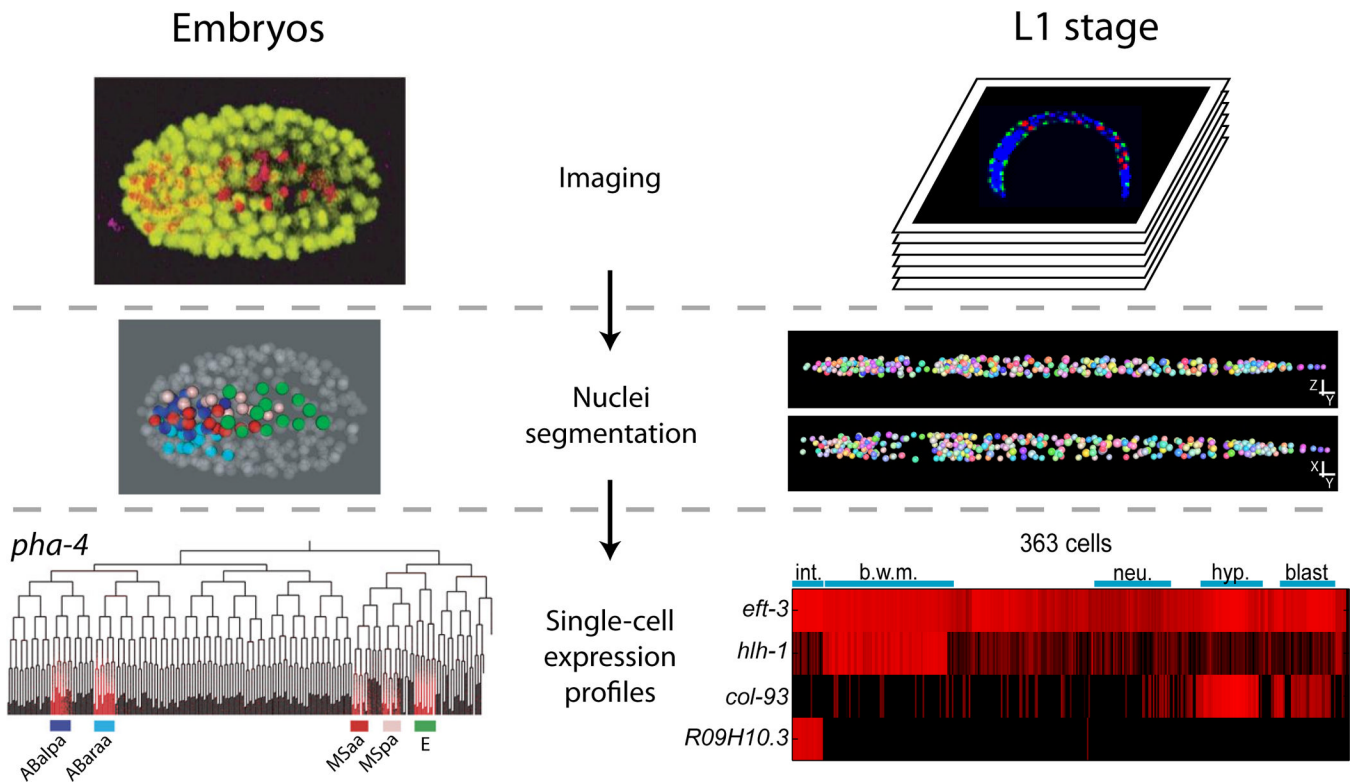 Embryos
L1 stage
Imaging
Nuclei
segmentation
Z
Y
X
Y
pha-4
ABalpa
ABaraa
MSaa
MSpa
E
Single-cell
expression
profiles
363 cells
int.
b.w.m.
neu.
hyp.
blast
eft-3
hlh-1
col-93
R09H10.3